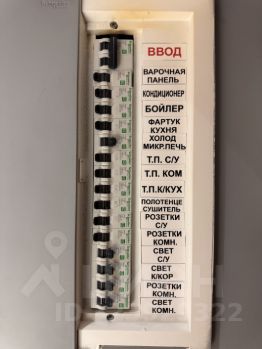 ВВОД
ВАРОЧНАЯ
ПАНЕЛЬ
КОНДИЦИОНЕР
БОЙЛЕР
ФАРТУК
КУХНЯ
ХОЛОД
МИКР.ПЕЧЬ
Т.П. С/У
Т.П. КОМ
Т.П.К/КУХ
ПОЛОТЕНЦЕ
СУШИТЕЛЬ
РОЗЕТКИ
С/У
РОЗЕТКИ
КОМН.
СВЕТ
С/У
СВЕТ
К/КОР
РОЗЕТКИ
КОМН.
СВЕТ
КОМН.